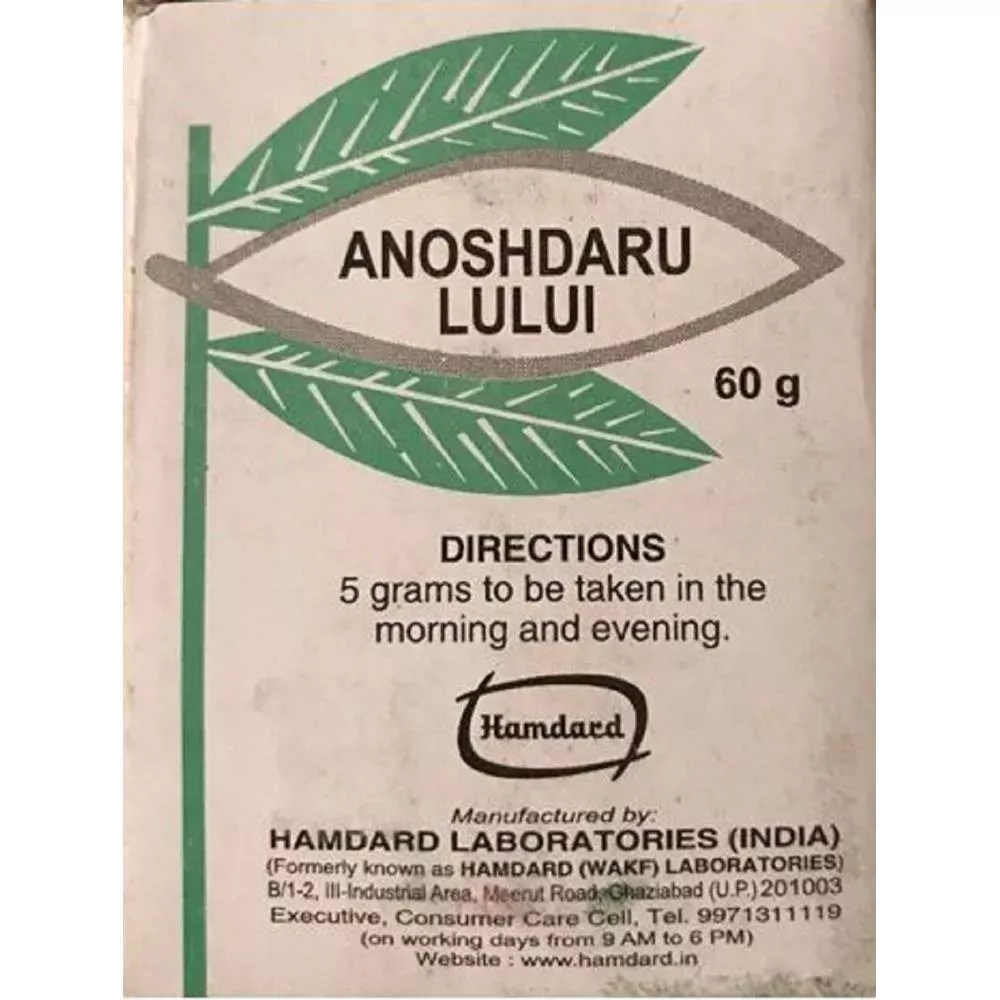 ANOSHDARU
LULUI
60 g
DIRECTIONS
5 grams to be taken in the
morning and evening.
Hamdard
Manufactured by:
HAMDARD LABORATORIES (INDIA)
(Formerly known as HAMDARD (WAKF) LABORATORIES)
B/1-2, III-Industrial Area, Meerut Road, Ghaziabad (U.P.) 201003
Executive, Consumer Care Cell, Tel. 9971311119
(on working days from 9 AM to 6 PM)
Website : www.hamdard.in